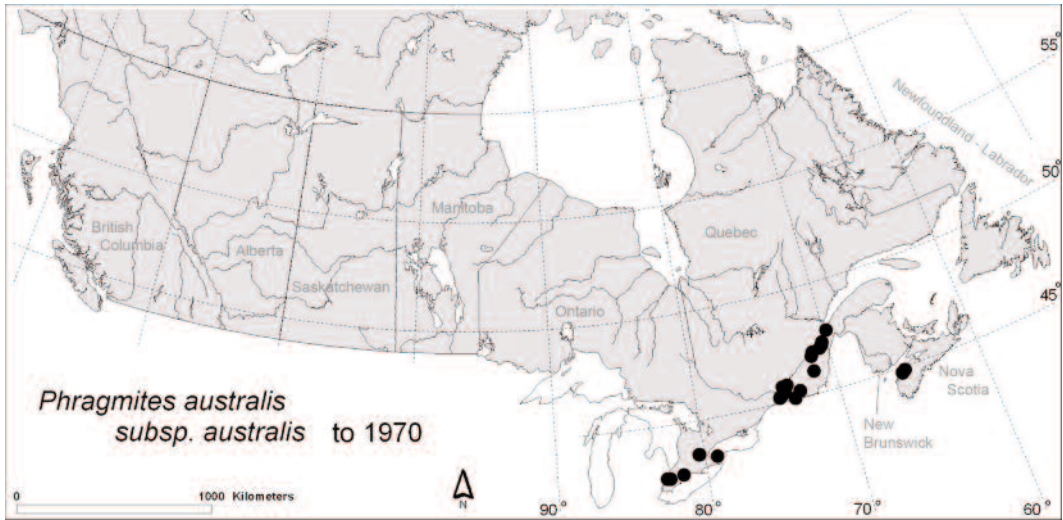 55°
Newfoundland - Labrador
50°
Manitoba
British
Columbia
Alberta
Quebec
Saskatchewan
45°
Ontario
Nova
Scotia
Phragmites australis
subsp. australis to 1970
New
Brunswick
0 1000 Kilometers
N
90° 80° 70° 60°